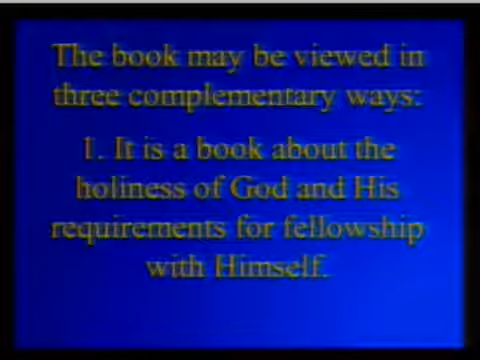 The book may be viewed in
three complementary ways:
1. It is a book about the
holiness of God and His
requirements for fellowship
with Himself.